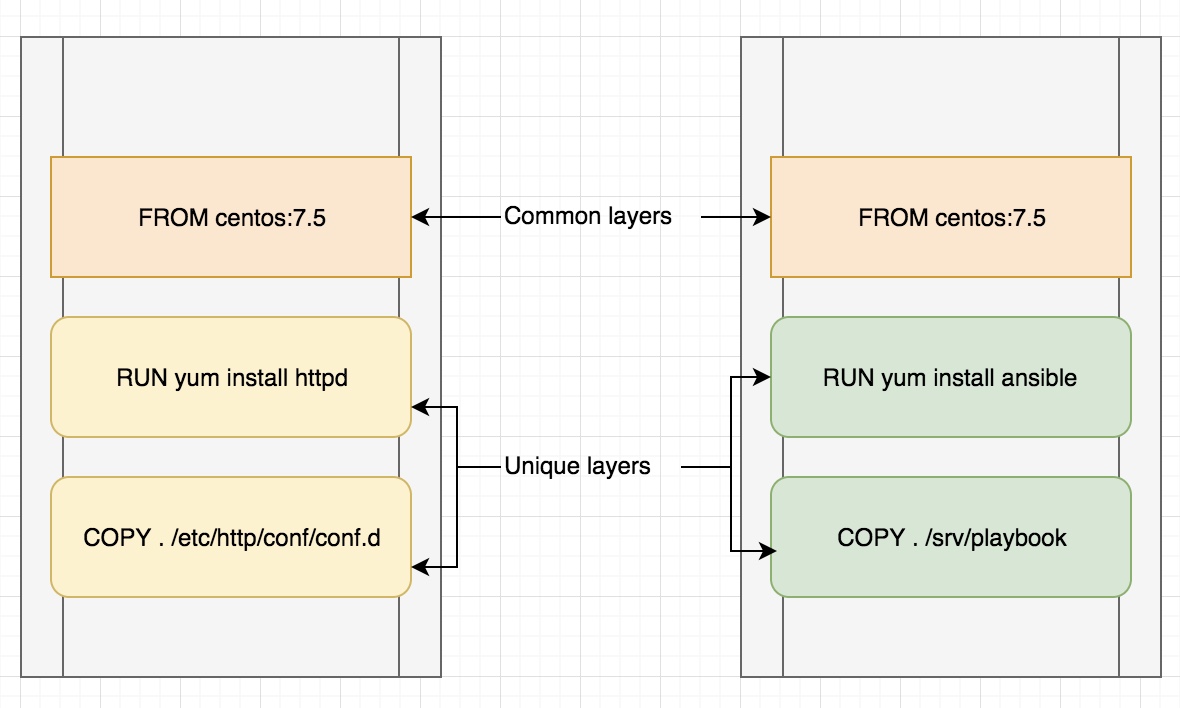 FROM centos:7.5
Common layers
FROM centos:7.5
RUN yum install httpd
RUN yum install ansible
Unique layers
COPY . /etc/http/conf/conf.d
COPY . /srv/playbook